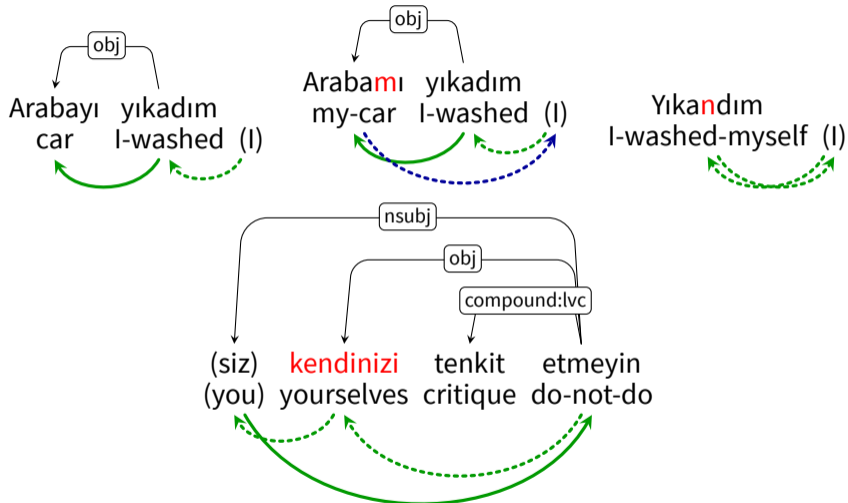 obj
Arabayı yıkadım
car I-washed (I)
obj
Arabamı yıkadım
my-car I-washed (I)
Yıkandım
I-washed-myself (I)
nsubj
obj
compound:lvc
(siz) kendinizi tenkit etmeyin
(you) yourselves critique do-not-do